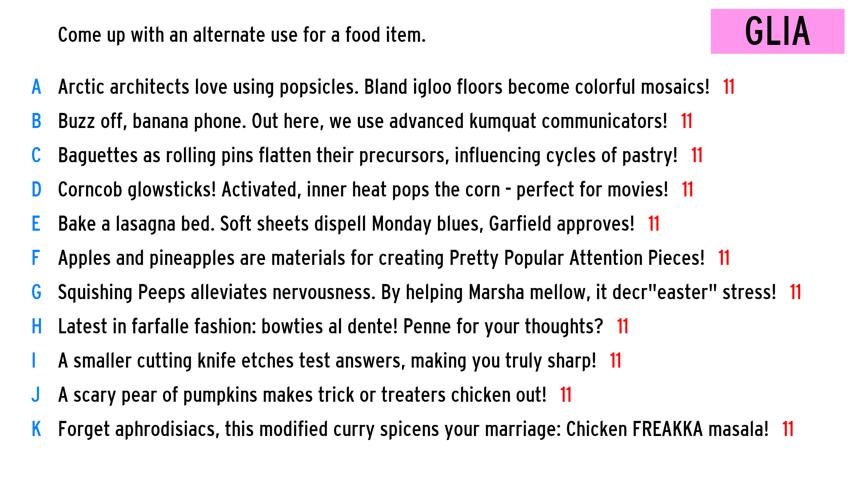 Come up with an alternate use for a food item.
GLIA
A Arctic architects love using popsicles. Bland igloo floors become colorful mosaics! 11
B Buzz off, banana phone. Out here, we use advanced kumquat communicators! 11
C Baguettes as rolling pins flatten their precursors, influencing cycles of pastry! 11
D Corncob glowsticks! Activated, inner heat pops the corn - perfect for movies! 11
E Bake a lasagna bed. Soft sheets dispell Monday blues, Garfield approves! 11
F Apples and pineapples are materials for creating Pretty Popular Attention Pieces! 11
G Squishing Peeps alleviates nervousness. By helping Marsha mellow, it decr"easter" stress! 11
H Latest in farfalle fashion: bowties al dente! Penne for your thoughts? 11
I A smaller cutting knife etches test answers, making you truly sharp! 11
J A scary pear of pumpkins makes trick or treaters chicken out! 11
K Forget aphrodisiacs, this modified curry spicens your marriage: Chicken FREAKKA masala! 11